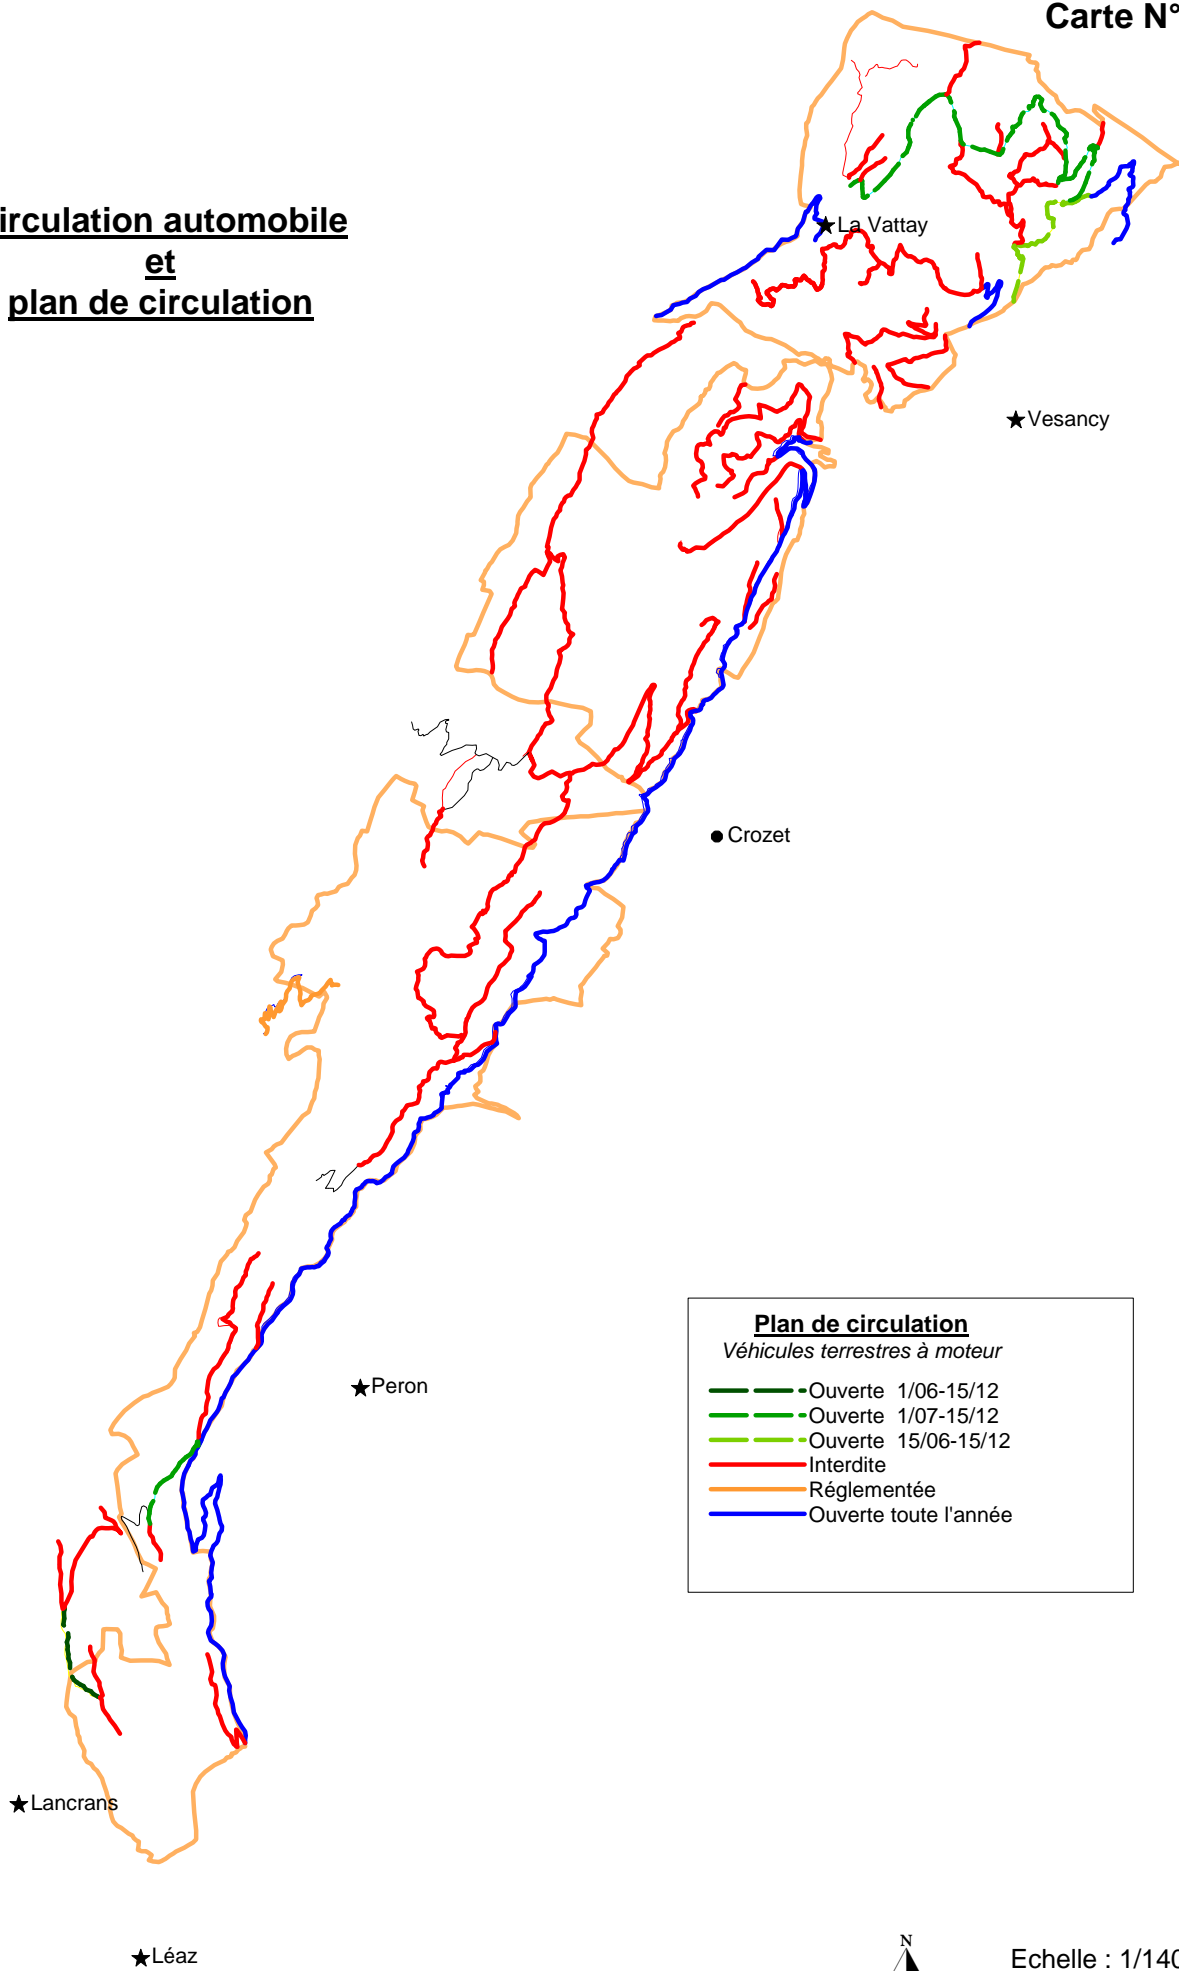 Carte N°
irculation automobile
et
plan de circulation
La Vattay
Vesancy
Crozet
Plan de circulation
Véhicules terrestres à moteur
Ouverte 1/06-15/12
Ouverte 1/07-15/12
Ouverte 15/06-15/12
Interdite
Réglementée
Ouverte toute l'année
Peron
Lancrans
Léaz
N
Echelle : 1/140